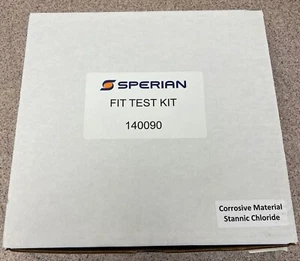 SPERIAN
FIT TEST KIT
140090
Corrosive Material
Stannic Chloride